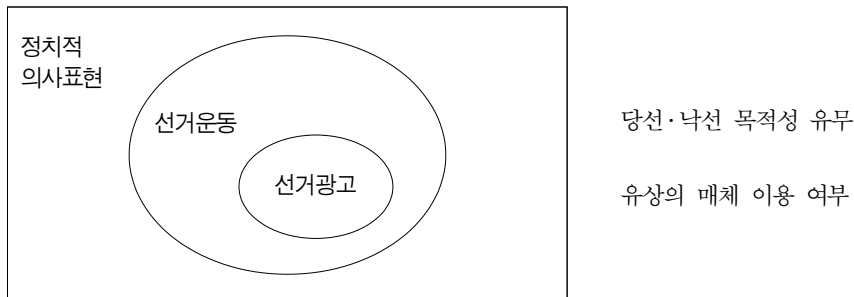 정치적
의사표현
선거운동
선거광고
당선·낙선 목적성 유무
유상의 매체 이용 여부